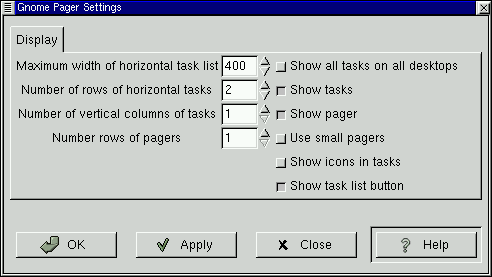 Gnome Pager Settings
Display
Maximum width of horizontal task list 400 Show all tasks on all desktops
Number of rows of horizontal tasks 2 Show tasks
Number of vertical columns of tasks 1 Show pager
Number rows of pagers 1 Use small pagers
Show icons in tasks
Show task list button
OK Apply Close Help